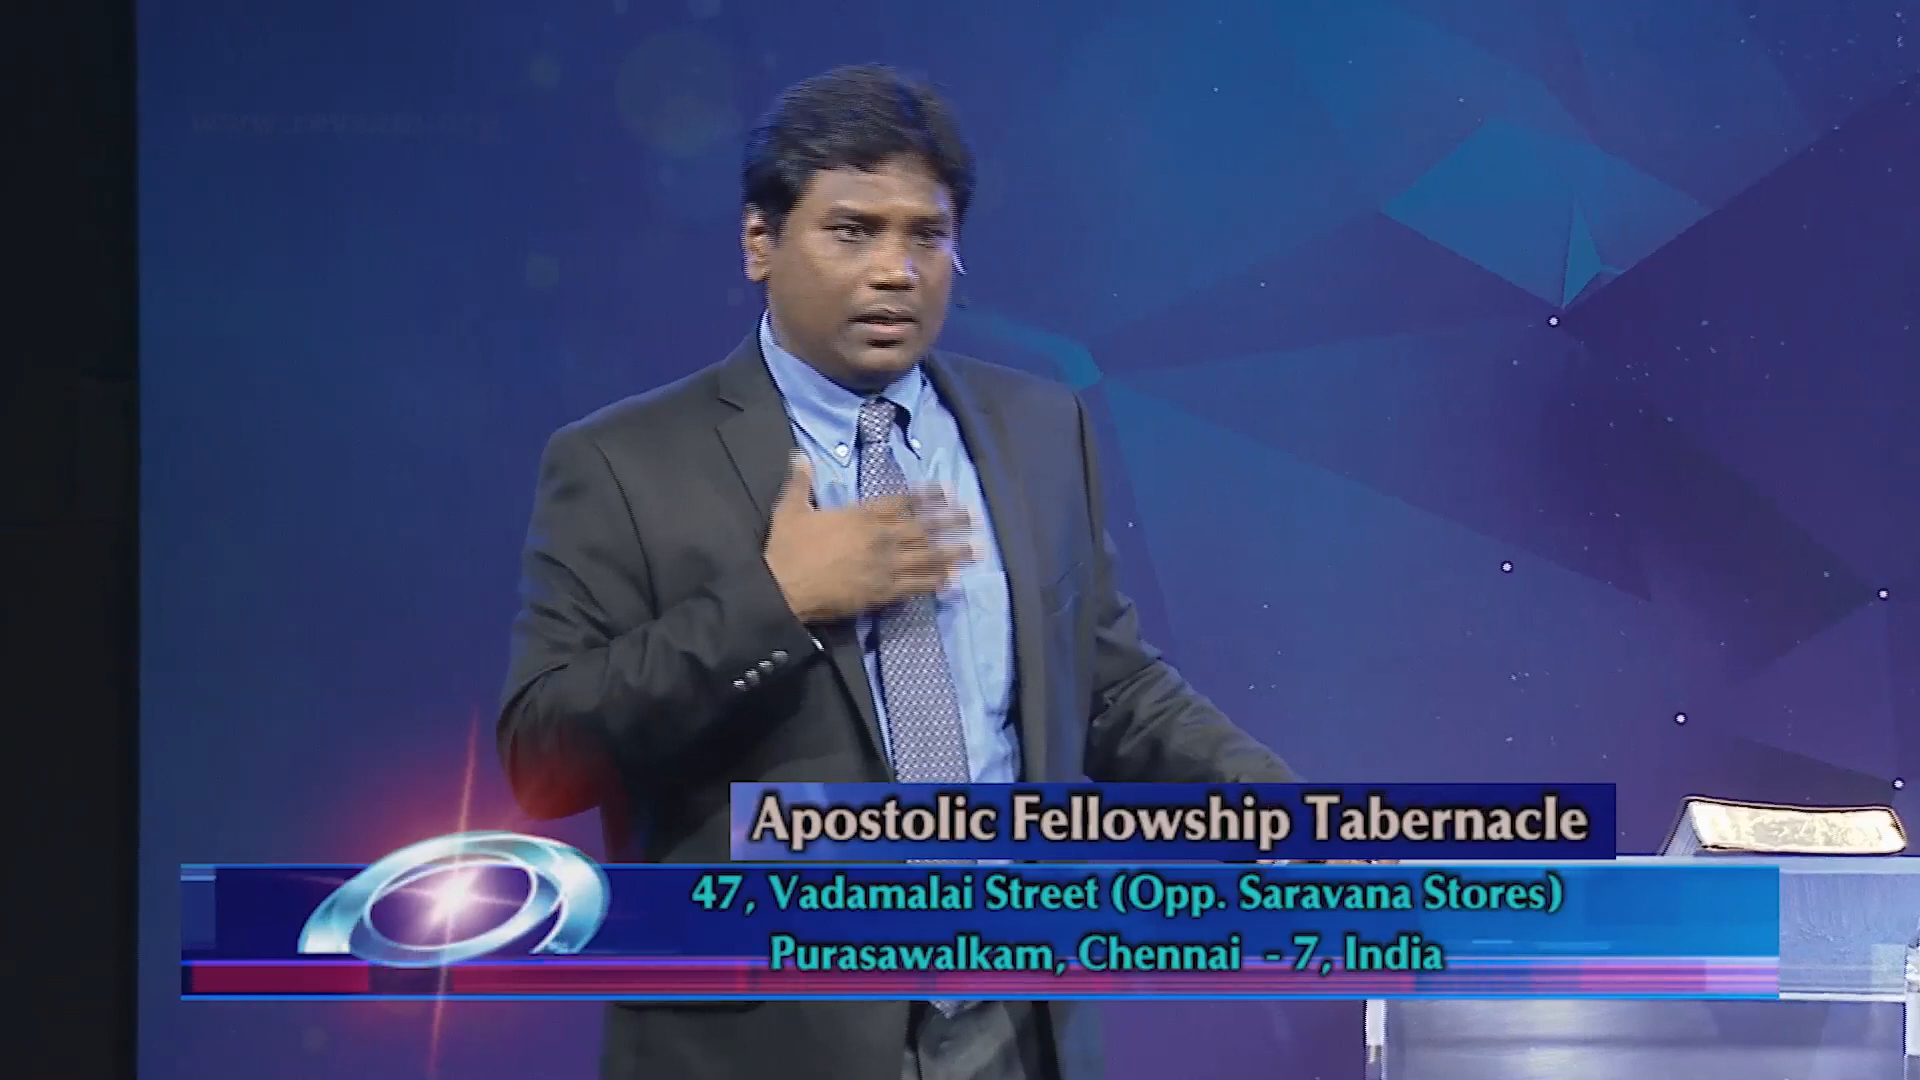 Apostolic Fellowship Tabernacle
47, Vadamalai Street (Opp. Saravana Stores)
Purasawalkam, Chennai - 7, India